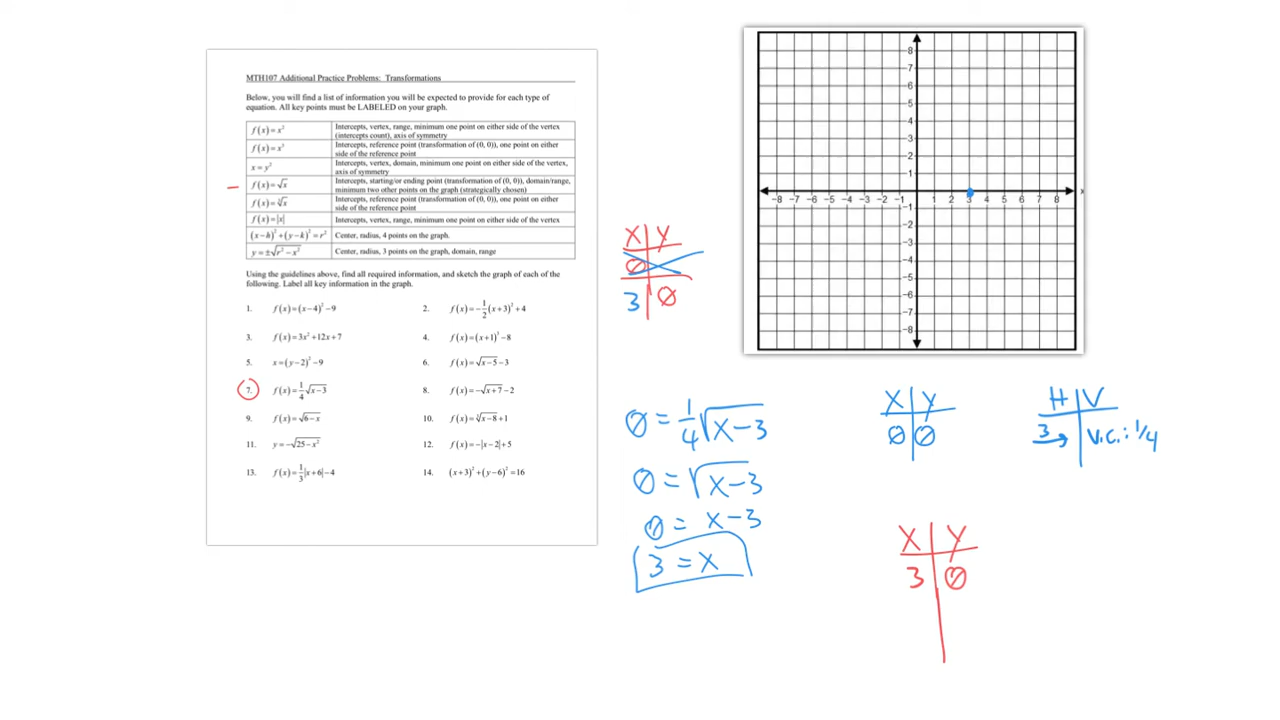 MTH107 Additional Practice Problems: Transformations
Below, you will find a list of information you will be expected to provide for each type of
equation. All key points must be LABELED on your graph.
f(x)=x² Intercepts, vertex, range, minimum one point on either side of the vertex
(intercepts count), axis of symmetry
f(x)=x³ Intercepts, reference point (transformation of (0, 0)), one point on either
side of the reference point
x=y² Intercepts, vertex, domain, minimum one point on either side of the vertex,
axis of symmetry
f(x)=√x Intercepts, starting/or ending point (transformation of (0, 0)), domain/range,
minimum two other points on the graph (strategically chosen)
f(x)=∛x Intercepts, reference point (transformation of (0, 0)), one point on either
side of the reference point
f(x)=|x| Intercepts, vertex, range, minimum one point on either side of the vertex
(x−h)²+(y−k)²=r² Center, radius, 4 points on the graph.
y=±√(r²−x²) Center, radius, 3 points on the graph, domain, range
Using the guidelines above, find all required information, and sketch the graph of each of the
following. Label all key information in the graph.
1. f(x)=(x−4)²−9 2. f(x)=−1/2(x+3)²+4
3. f(x)=3x²+12x+7 4. f(x)=(x+1)³−8
5. x=(y−2)²−9 6. f(x)=√(x−5)−3
7. f(x)=1/4√(x−3) 8. f(x)=−√(x+7)−2
9. f(x)=√(6−x) 10. f(x)=∛(x−8)+1
11. y=−√(25−x²) 12. f(x)=−|x−2|+5
13. f(x)=1/3|x+6|−4 14. (x+3)²+(y−6)²=16
X Y
0
3 0
8
7
6
5
4
3
2
1
-8 -7 -6 -5 -4 -3 -2 -1 1 2 3 4 5 6 7 8 x
-1
-2
-3
-4
-5
-6
-7
-8
0 = 1/4 √(X−3)
0 = √(X−3)
0 = X−3
3 = X
X Y
0 0
H V
3→ V.C.: 1/4
X Y
3 0